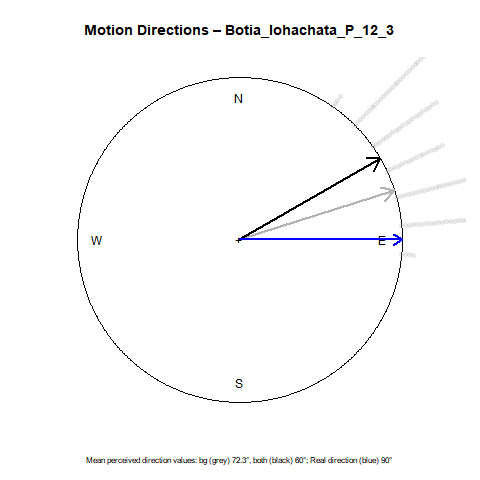 Motion Directions – Botia_lohachata_P_12_3
N
W
E
S
Mean perceived direction values: bg (grey) 72.3°, both (black) 60°; Real direction (blue) 90°